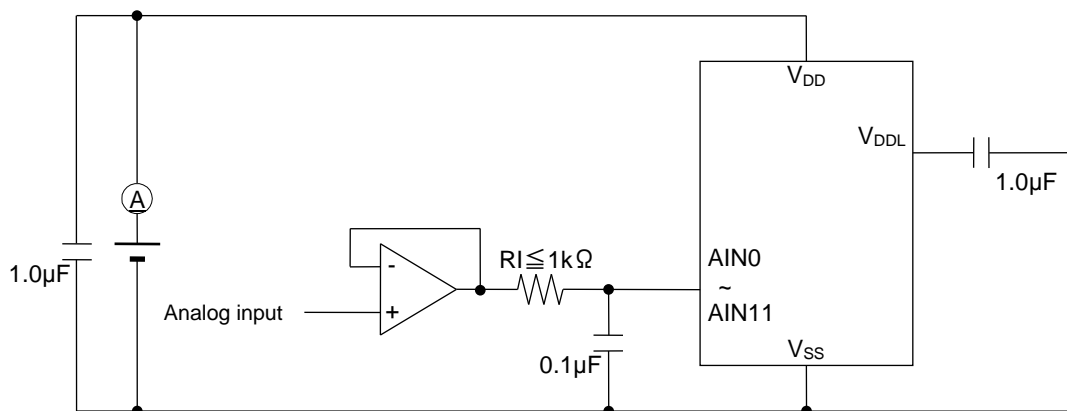 VDD
VDDL
1.0µF
A
1.0µF
RI≦1kΩ
-
+
Analog input
AIN0
~
AIN11
0.1µF
VSS